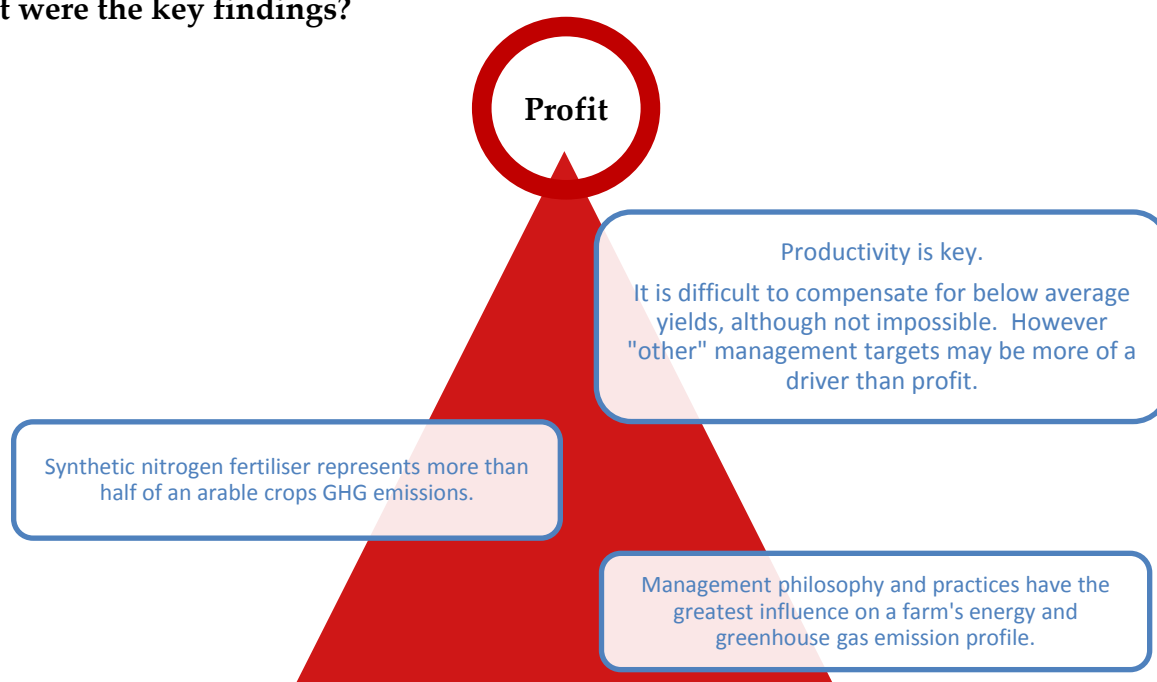 t were the key findings?
Profit
Productivity is key.
It is difficult to compensate for below average
yields, although not impossible.  However
"other" management targets may be more of a
driver than profit.
Synthetic nitrogen fertiliser represents more than
half of an arable crops GHG emissions.
Management philosophy and practices have the
greatest influence on a farm's energy and
greenhouse gas emission profile.